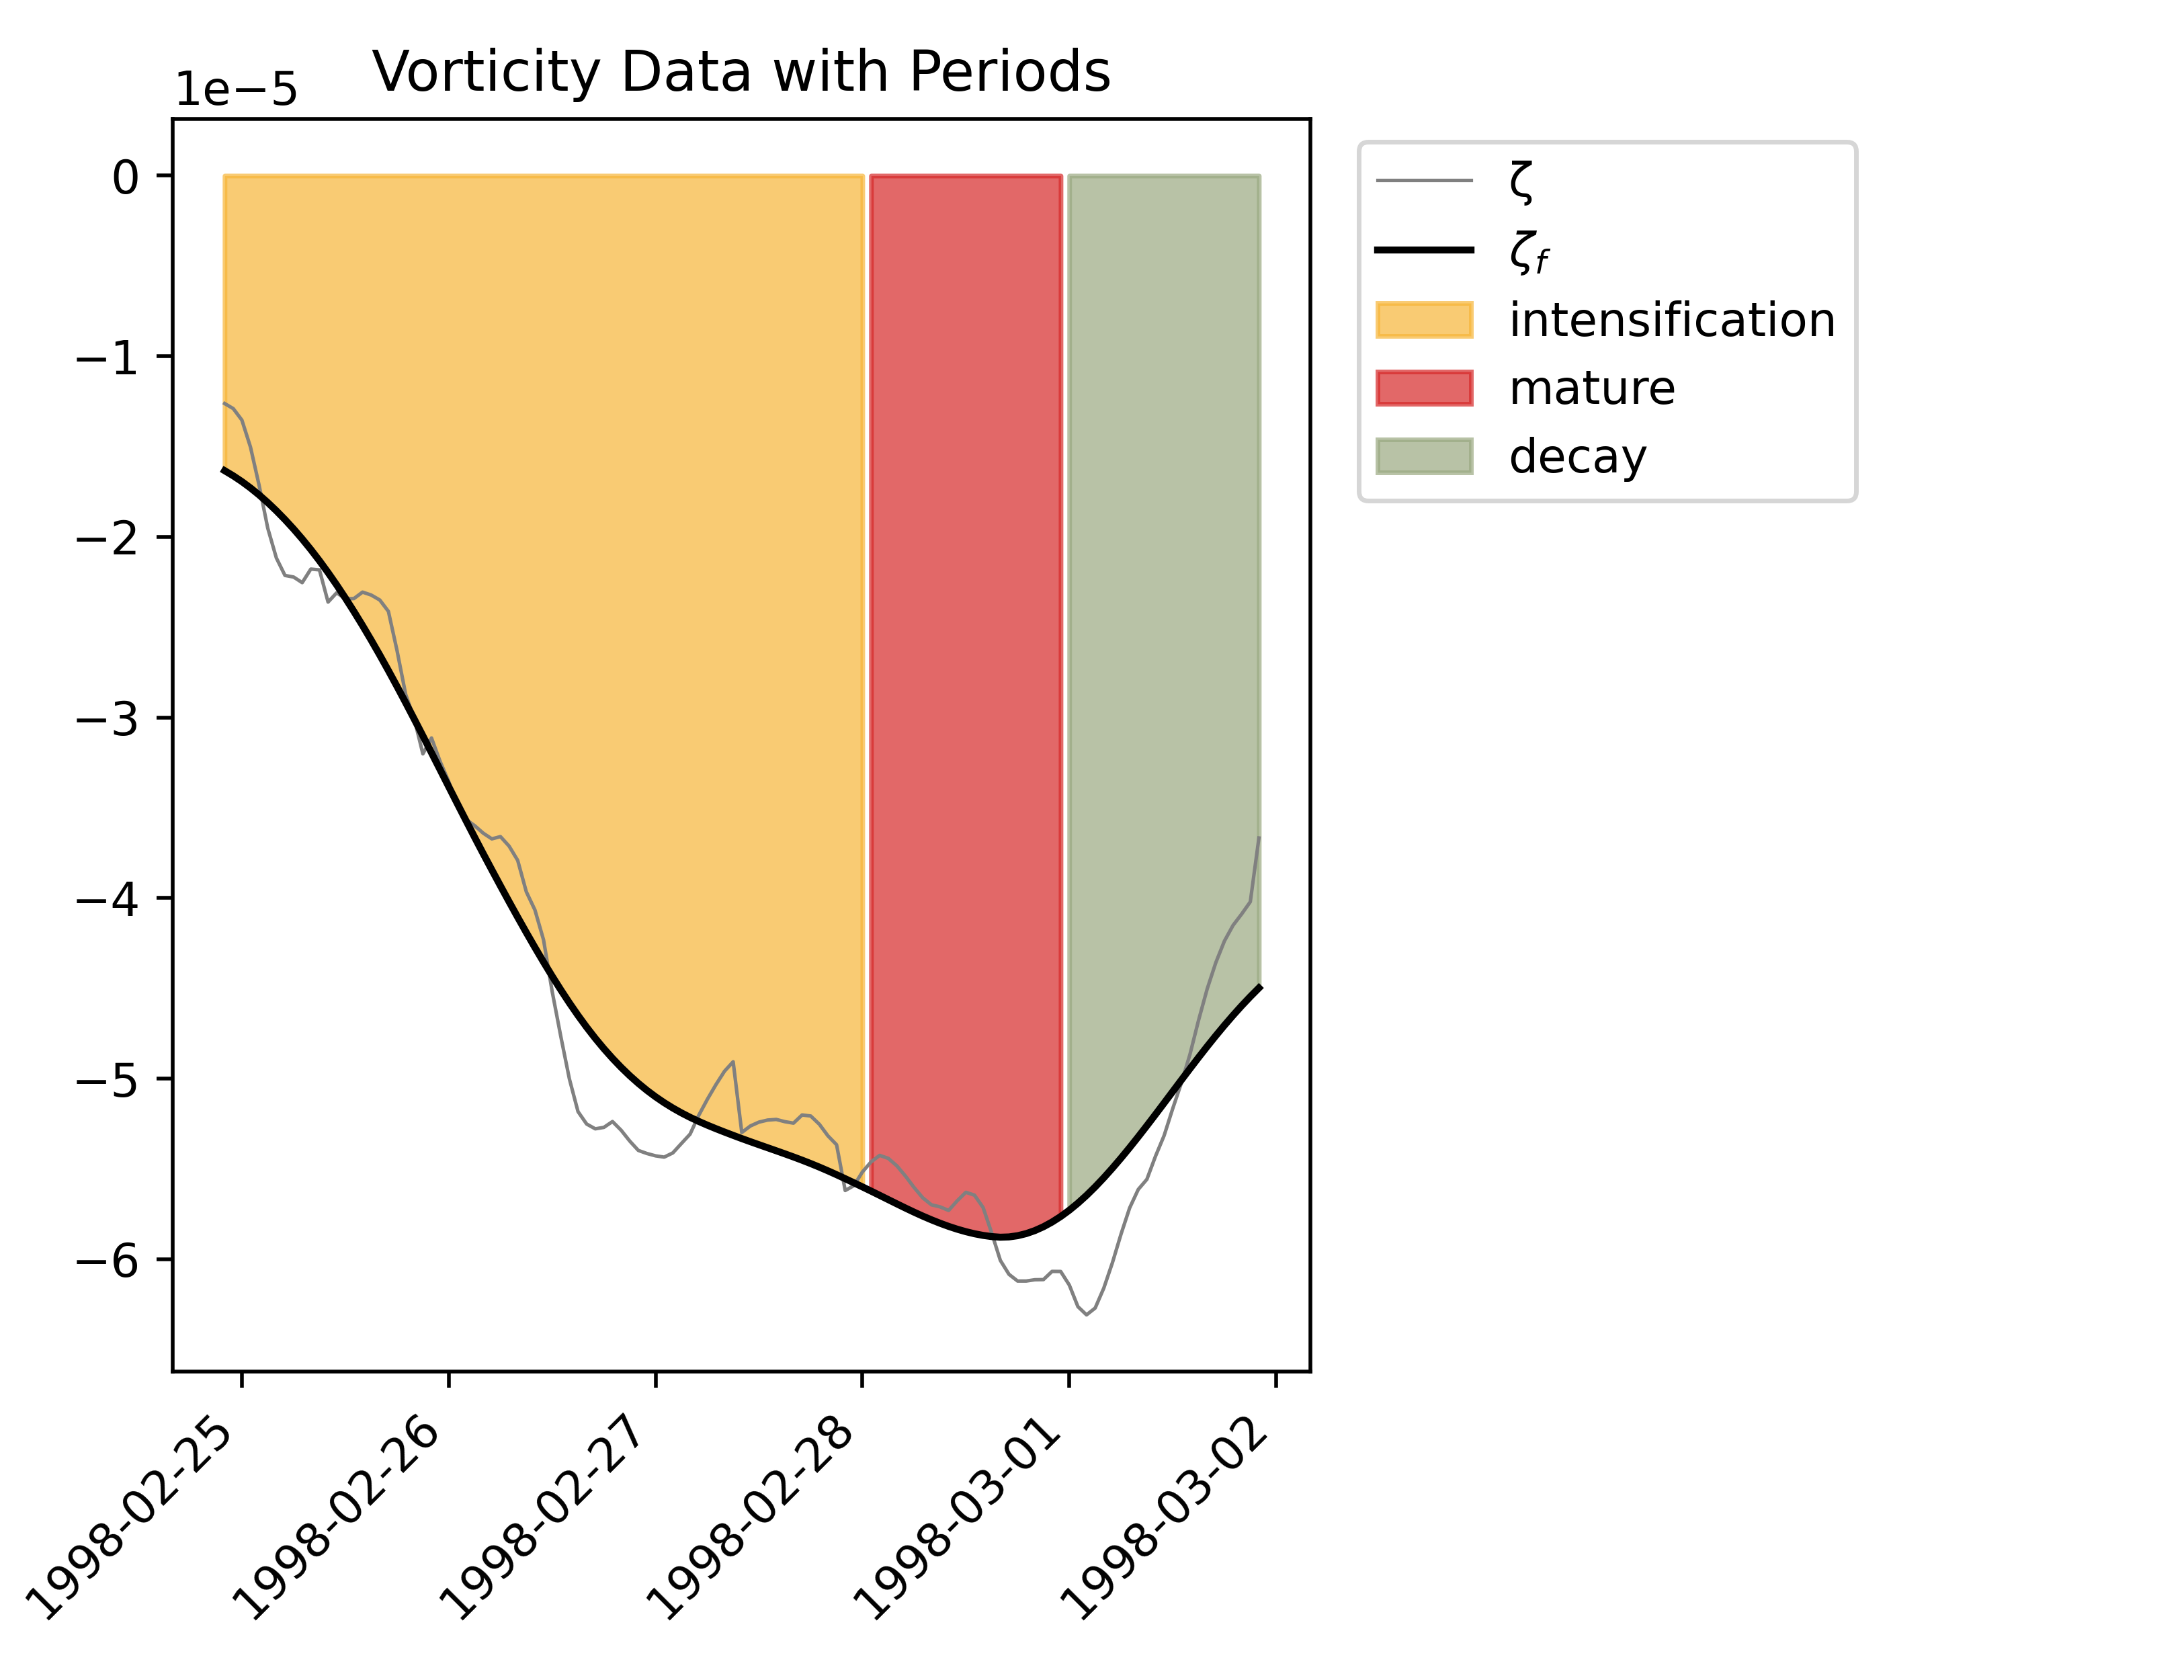 Vorticity Data with Periods
1e−5
0
−1
−2
−3
−4
−5
−6
1998-02-25
1998-02-26
1998-02-27
1998-02-28
1998-03-01
1998-03-02
ζ
ζf
intensification
mature
decay